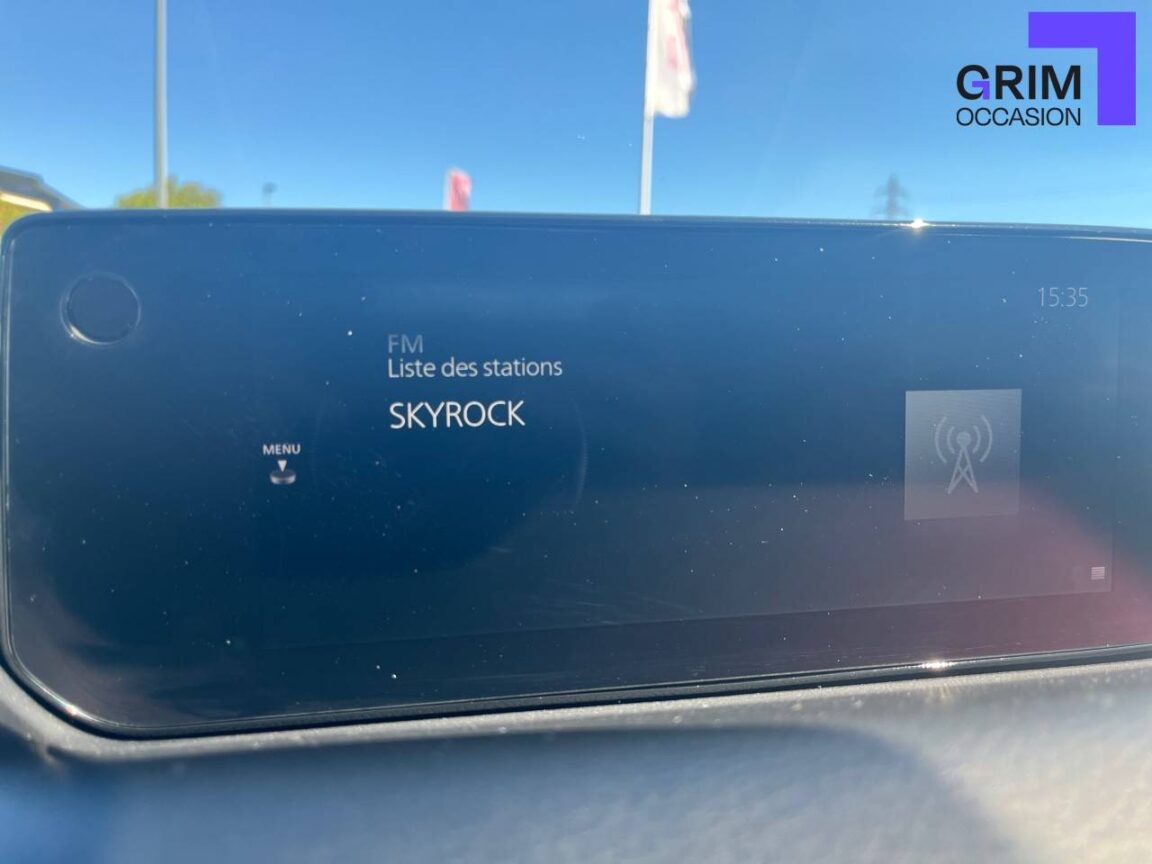 GRIM
OCCASION
15:35
FM
Liste des stations
SKYROCK
MENU